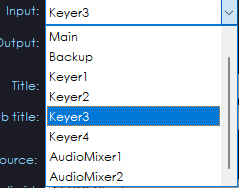 Input: Keyer3
Output:
Main
Backup
Keyer1
Title: Keyer2
b title: Keyer3
Keyer4
ource: AudioMixer1
AudioMixer2